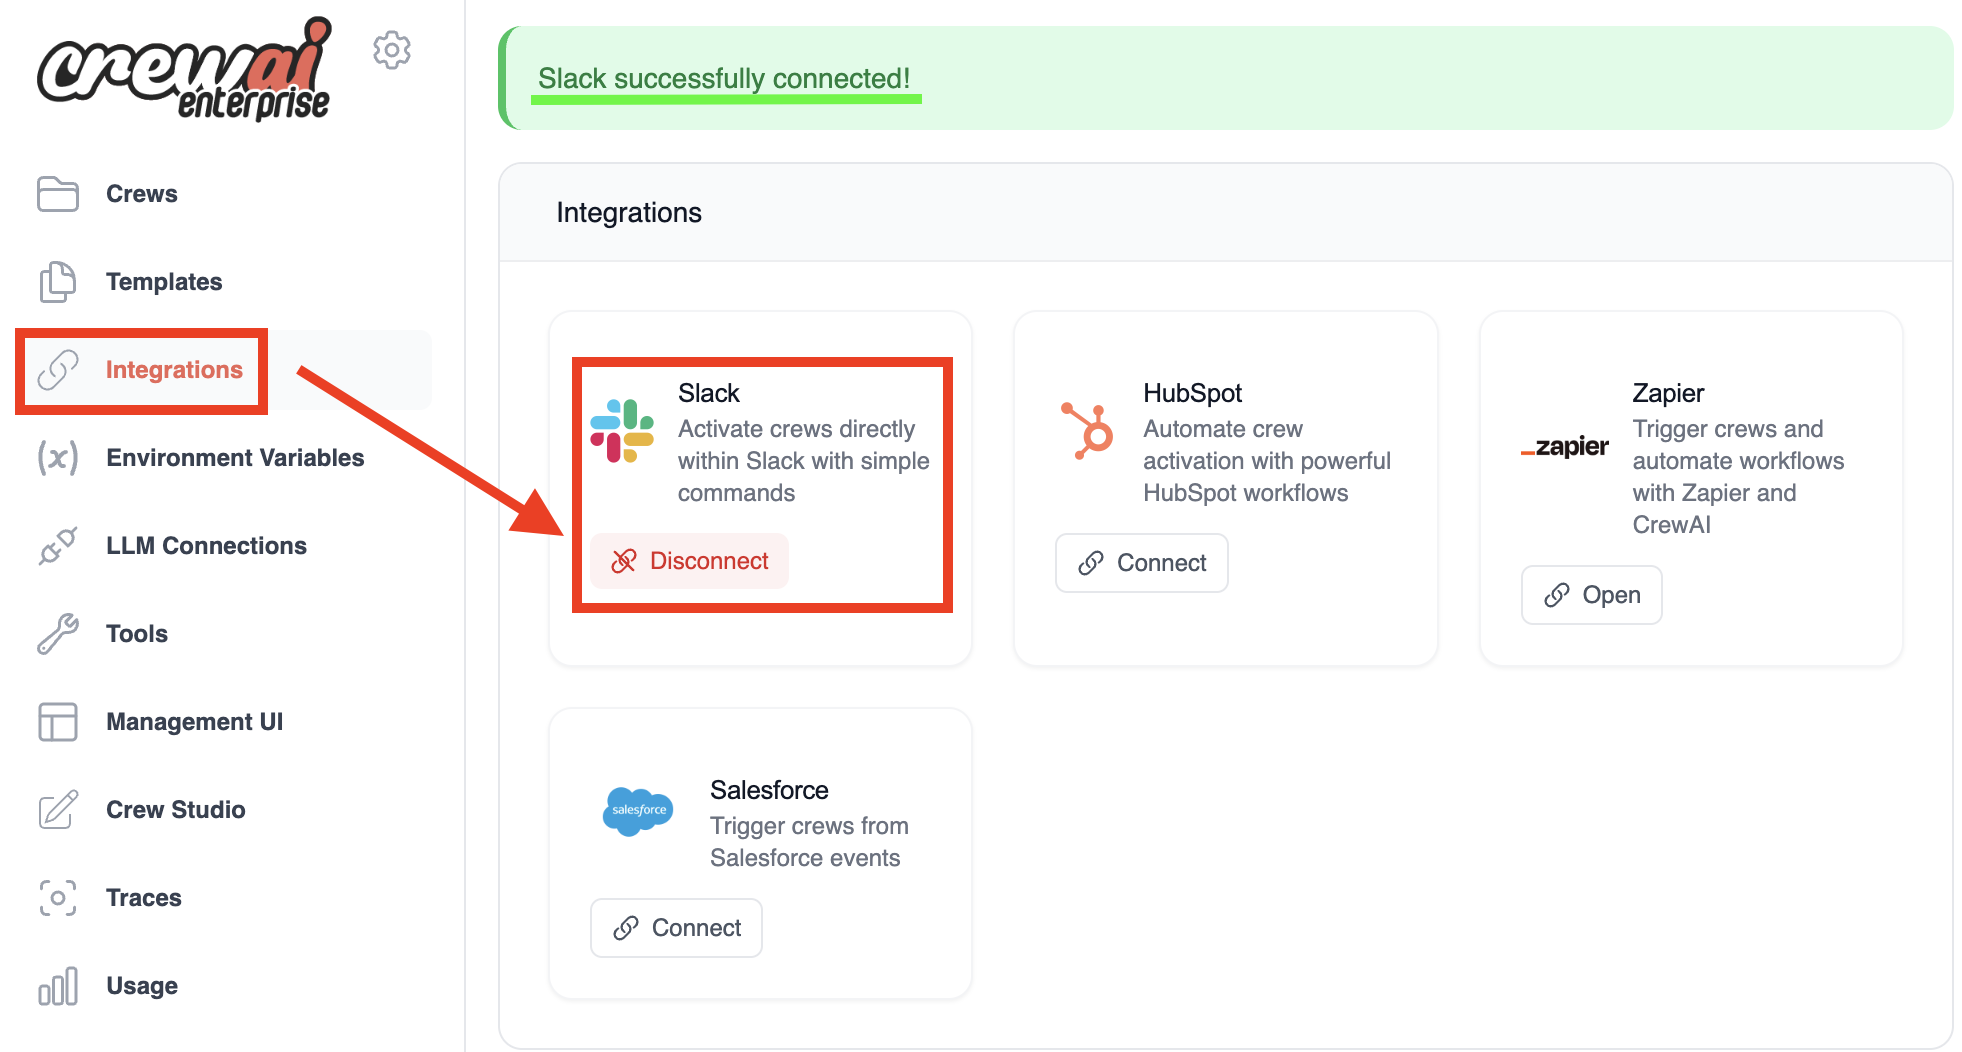 crewai
enterprise
Crews
Templates
Integrations
Environment Variables
LLM Connections
Tools
Management UI
Crew Studio
Traces
Usage
Slack successfully connected!
Integrations
Slack
Activate crews directly
within Slack with simple
commands
Disconnect
HubSpot
Automate crew
activation with powerful
HubSpot workflows
Connect
_zapier
Zapier
Trigger crews and
automate workflows
with Zapier and
CrewAI
Open
salesforce
Salesforce
Trigger crews from
Salesforce events
Connect